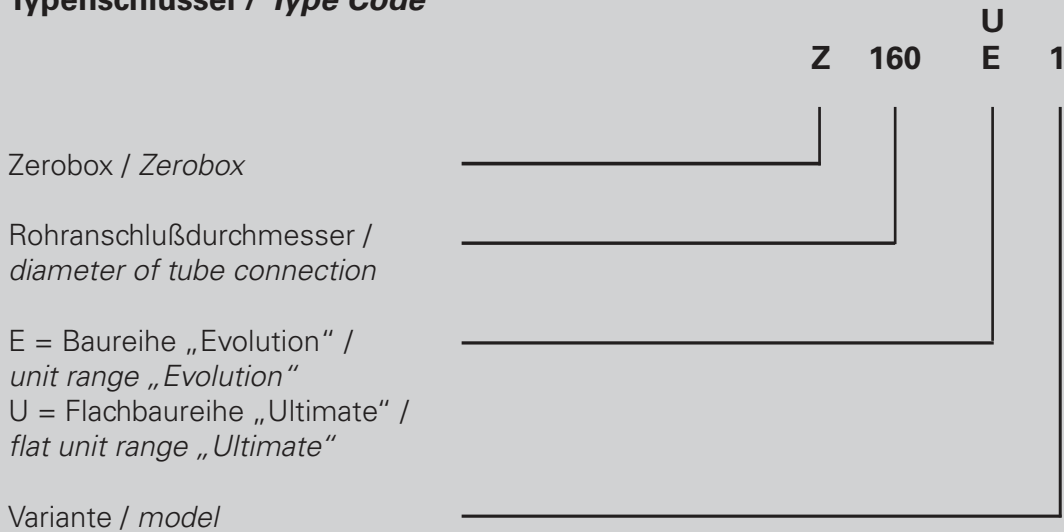 Typenschlüssel / Type Code
U
Z 160 E 1
Zerobox / Zerobox
Rohranschlußdurchmesser /
diameter of tube connection
E = Baureihe „Evolution“ /
unit range „Evolution“
U = Flachbaureihe „Ultimate“ /
flat unit range „Ultimate“
Variante / model